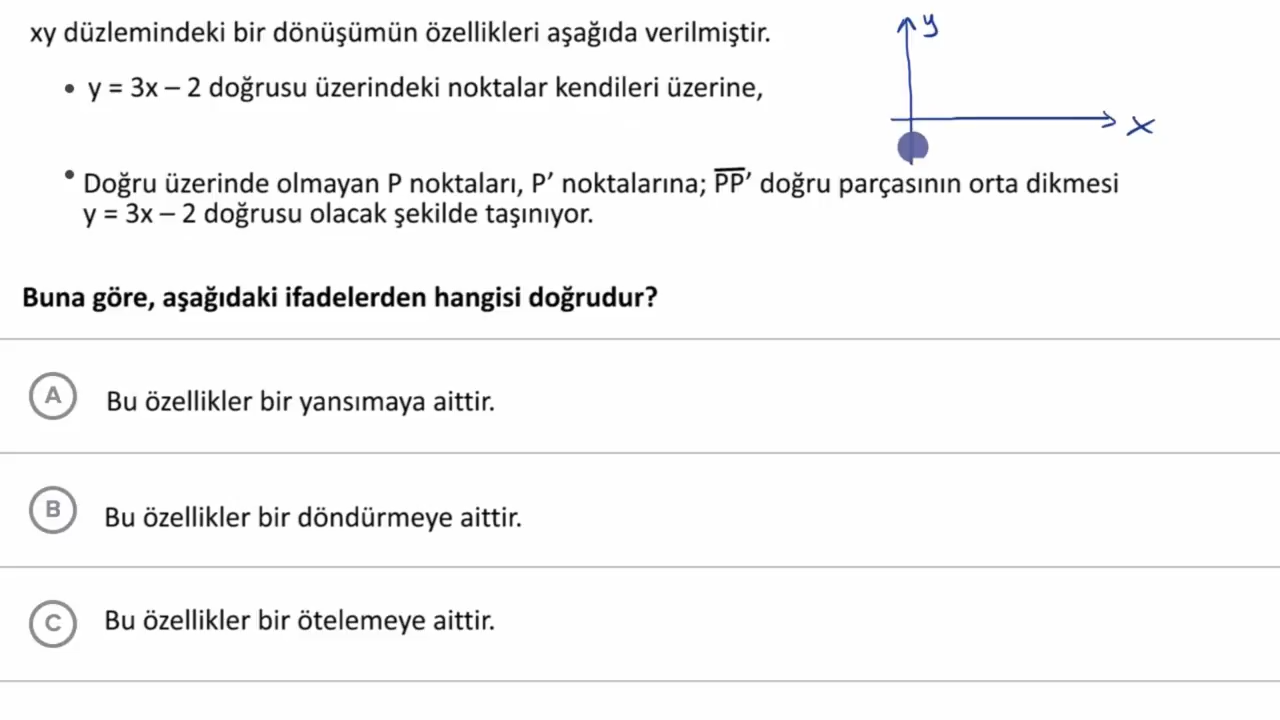 xy düzlemindeki bir dönüşümün özellikleri aşağıda verilmiştir.
y
• y = 3x – 2 doğrusu üzerindeki noktalar kendileri üzerine,
x
• Doğru üzerinde olmayan P noktaları, P′ noktalarına; P̅P̅′ doğru parçasının orta dikmesi
y = 3x – 2 doğrusu olacak şekilde taşınıyor.
Buna göre, aşağıdaki ifadelerden hangisi doğrudur?
A Bu özellikler bir yansımaya aittir.
B Bu özellikler bir döndürmeye aittir.
C Bu özellikler bir ötelemeye aittir.